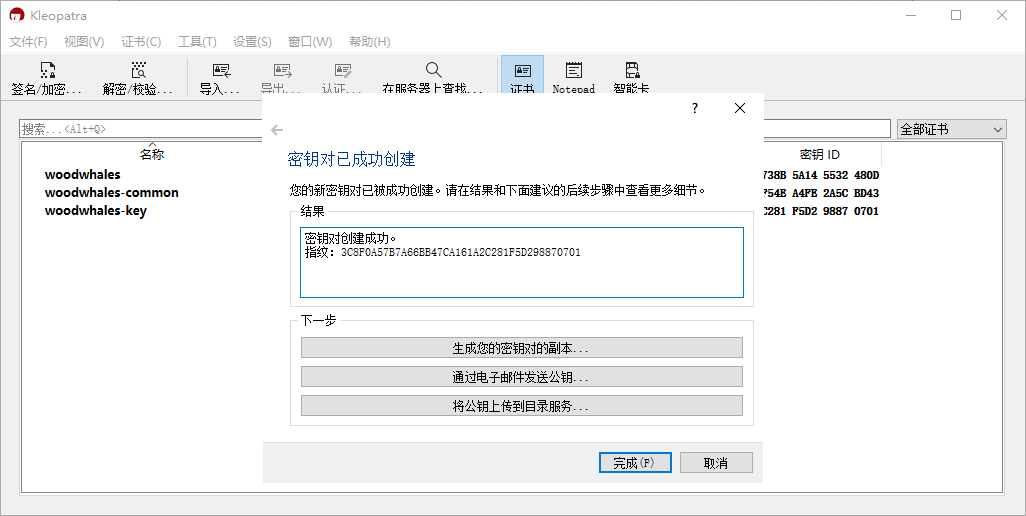 Kleopatra
文件(F) 视图(V) 证书(C) 工具(T) 设置(S) 窗口(W) 帮助(H)
签名/加密... 解密/校验... 导入... 导出... 认证... 在服务器上查找... 证书 Notepad 智能卡
?
搜索...<Alt+Q> 全部证书
名称 密钥 ID
密钥对已成功创建
woodwhales 738B 5A14 5532 480D
您的新密钥对已被成功创建。请在结果和下面建议的后续步骤中查看更多细节。
woodwhales-common F54E A4FE 2A5C BD43
woodwhales-key C281 F5D2 9887 0701
结果
密钥对创建成功。
指纹: 3C8F0A57B7A66BB47CA161A2C281F5D298870701
下一步
生成您的密钥对的副本...
通过电子邮件发送公钥...
将公钥上传到目录服务...
完成(F) 取消